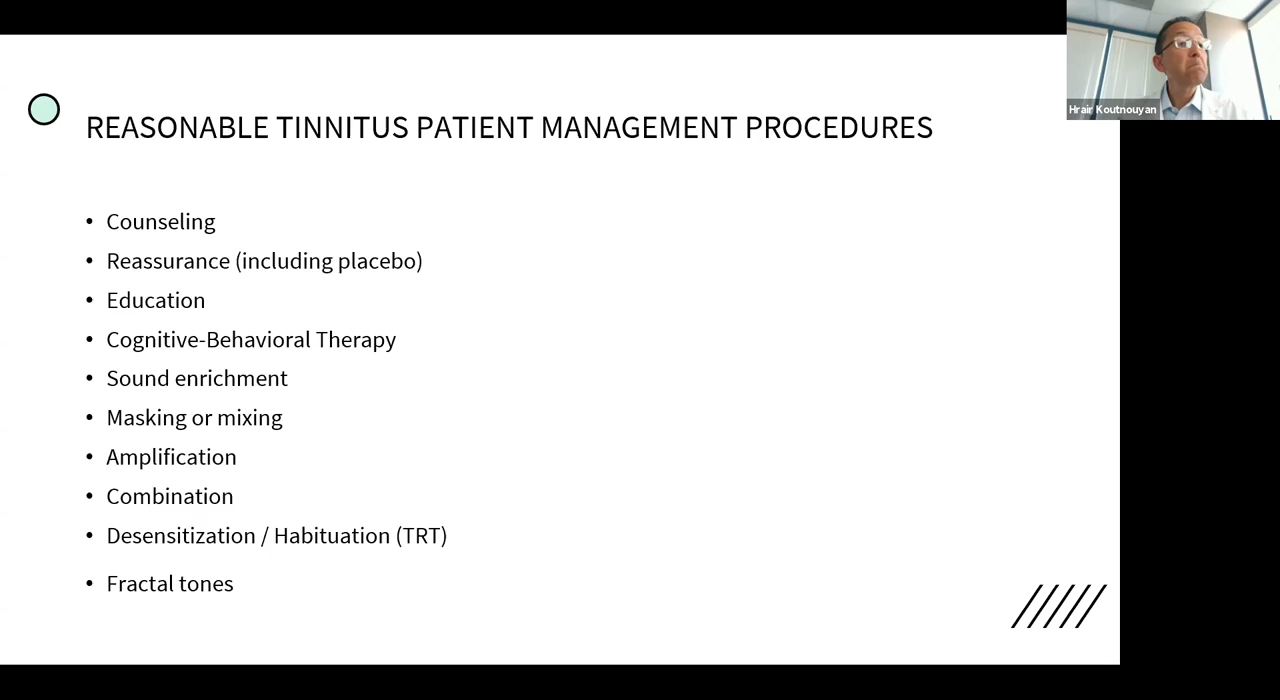 REASONABLE TINNITUS PATIENT MANAGEMENT PROCEDURES
• Counseling
• Reassurance (including placebo)
• Education
• Cognitive-Behavioral Therapy
• Sound enrichment
• Masking or mixing
• Amplification
• Combination
• Desensitization / Habituation (TRT)
• Fractal tones
Hrair Koutnouyan